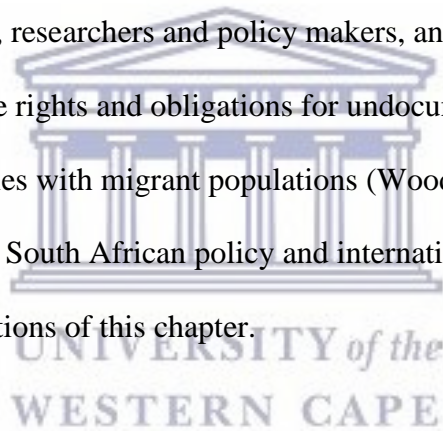 , researchers and policy makers, an
e rights and obligations for undocu
ies with migrant populations (Wood
South African policy and internati
tions of this chapter.
UNIVERSITY of the
WESTERN CAPE